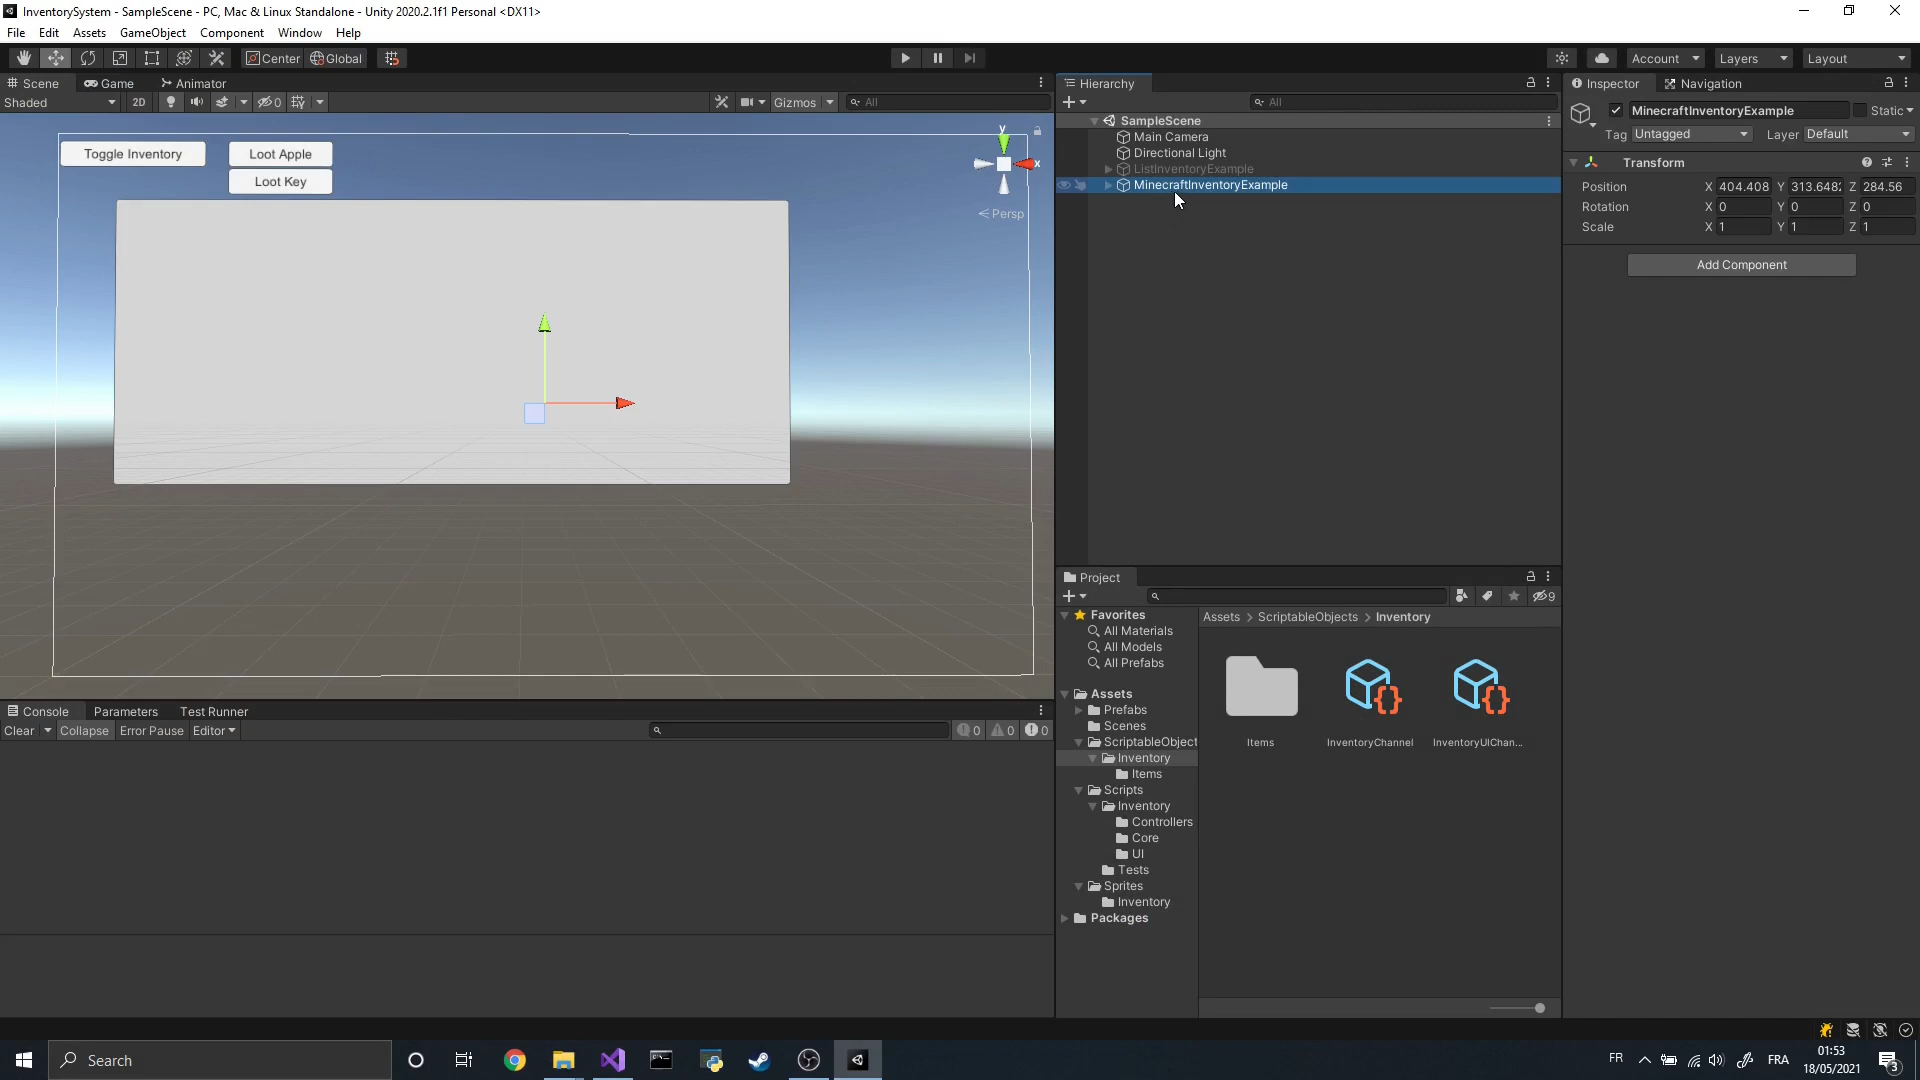 InventorySystem - SampleScene - PC, Mac & Linux Standalone - Unity 2020.2.1f1 Personal <DX11>
File Edit Assets GameObject Component Window Help
Center Global
Account Layers Layout
Scene Game Animator
Shaded 2D Gizmos All
Toggle Inventory Loot Apple
Loot Key
y
x
Persp
Hierarchy
All
SampleScene
Main Camera
Directional Light
ListInventoryExample
MinecraftInventoryExample
Inspector Navigation
MinecraftInventoryExample Static
Tag Untagged Layer Default
Transform
Position X 404.408 Y 313.648 Z 284.56
Rotation X 0 Y 0 Z 0
Scale X 1 Y 1 Z 1
Add Component
Project
9
Favorites
All Materials
All Models
All Prefabs
Assets
Prefabs
Scenes
ScriptableObject
Inventory
Items
Scripts
Inventory
Controllers
Core
UI
Tests
Sprites
Inventory
Packages
Assets > ScriptableObjects > Inventory
Items InventoryChannel InventoryUIChan...
Console Parameters Test Runner
Clear Collapse Error Pause Editor 0 0 0
Search
FR FRA
01:53
18/05/2021
3